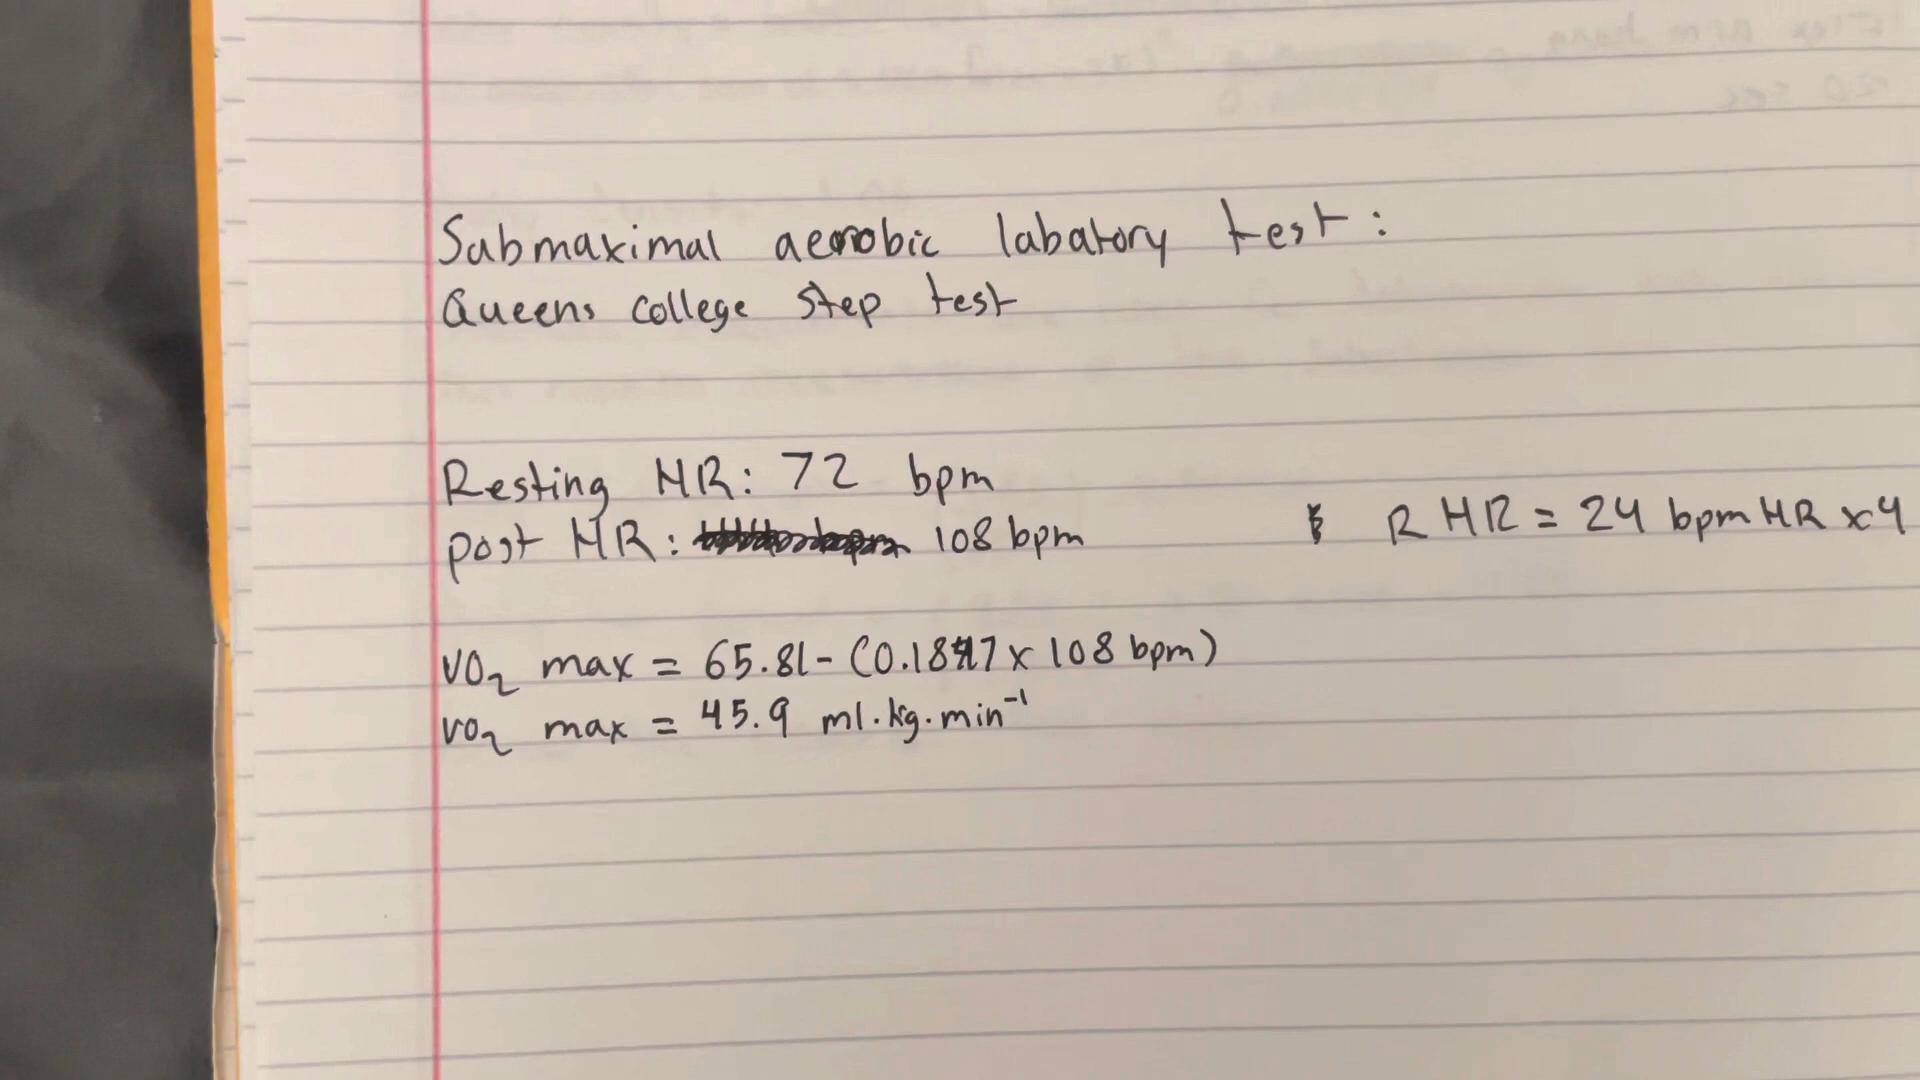 Submaximal aerobic labatory test:
Queens college step test
Resting HR: 72 bpm
post HR: 108 bpm
R HR = 24 bpm HR x4
VO2 max = 65.81 - (0.1847 x 108 bpm)
VO2 max = 45.9 ml.kg.min⁻¹